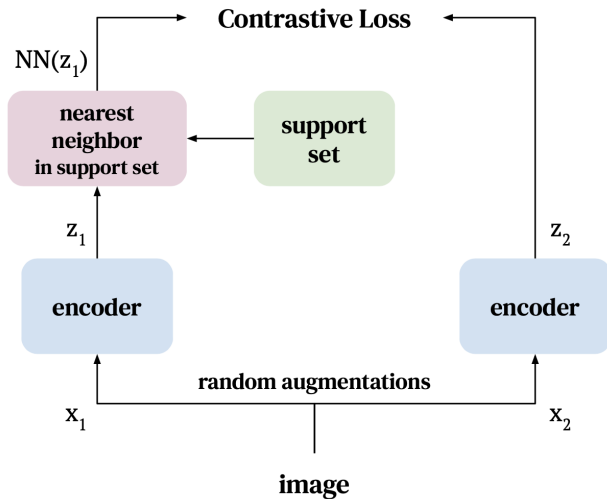 Contrastive Loss
NN(z₁)
nearest
neighbor
in support set
support
set
z₁
z₂
encoder
encoder
random augmentations
x₁
x₂
image